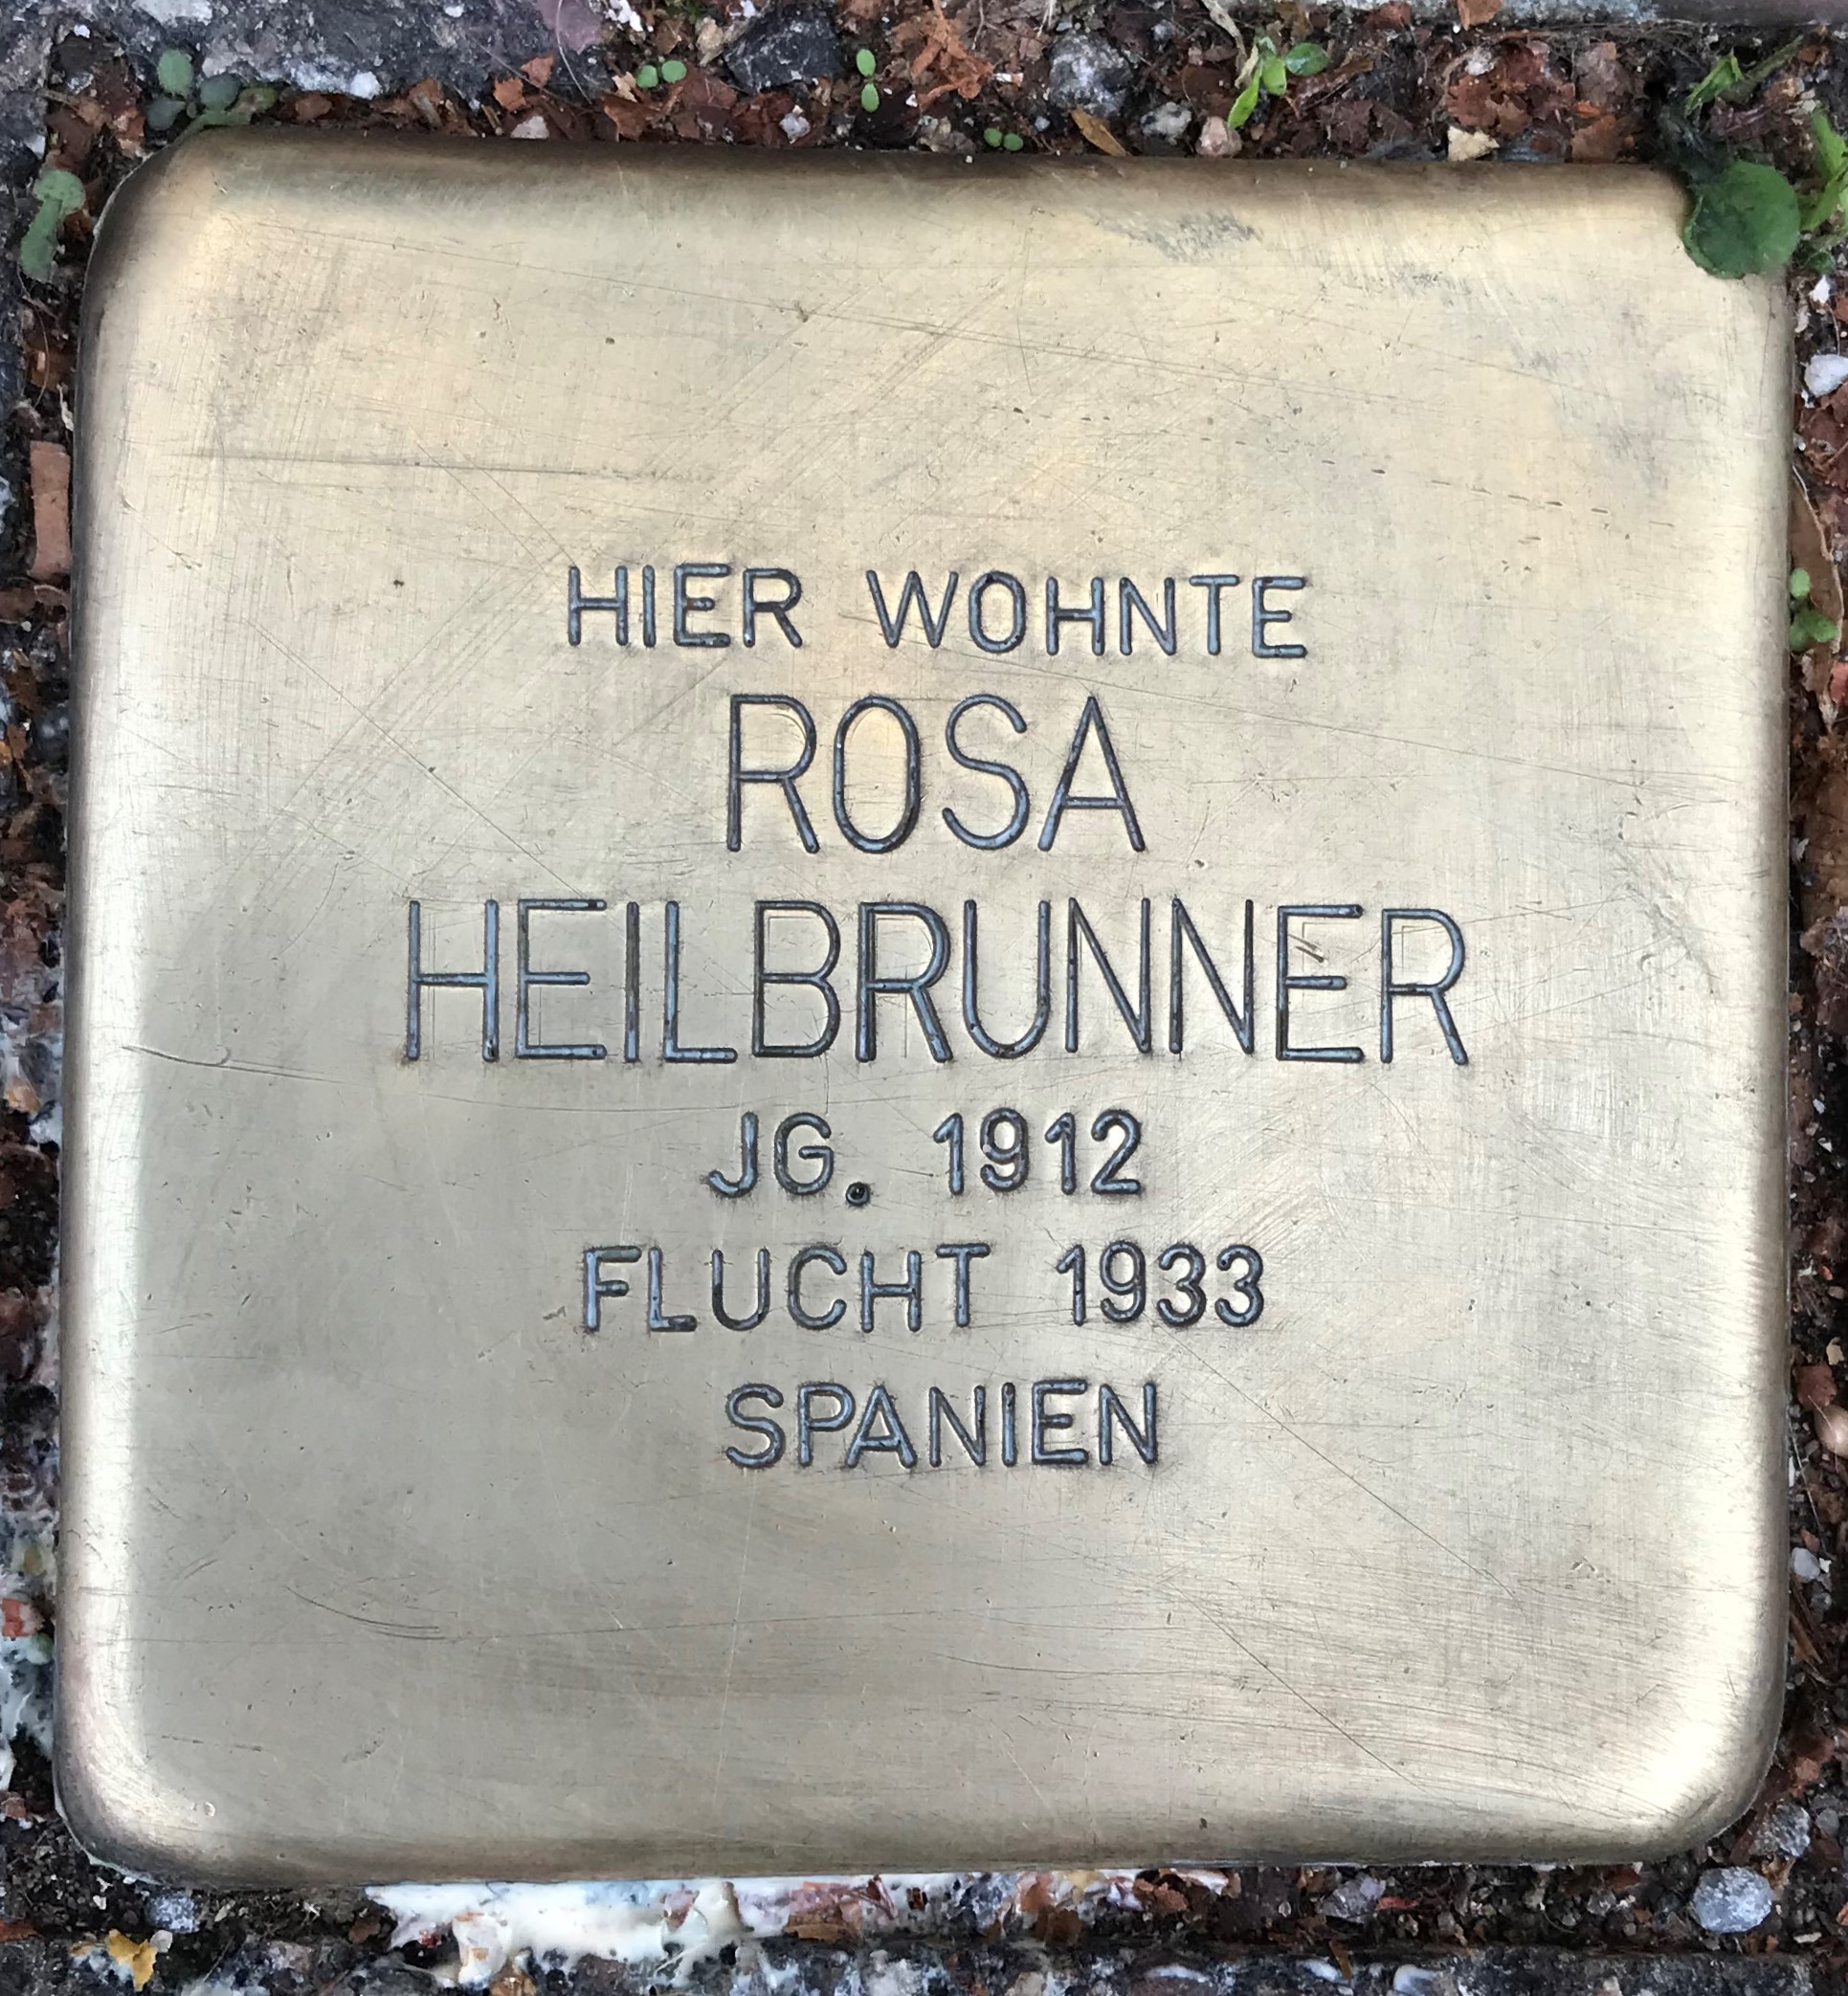 HIER WOHNTE
ROSA
HEILBRUNNER
JG. 1912
FLUCHT 1933
SPANIEN